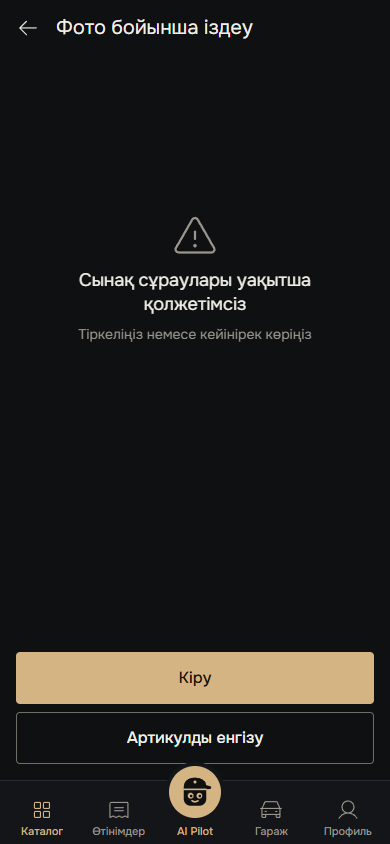 Фото бойынша іздеу
Сынақ сұраулары уақытша
қолжетімсіз
Тіркеліңіз немесе кейінірек көріңіз
Кіру
Артикулды енгізу
Каталог
Өтінімдер
AI Pilot
Гараж
Профиль